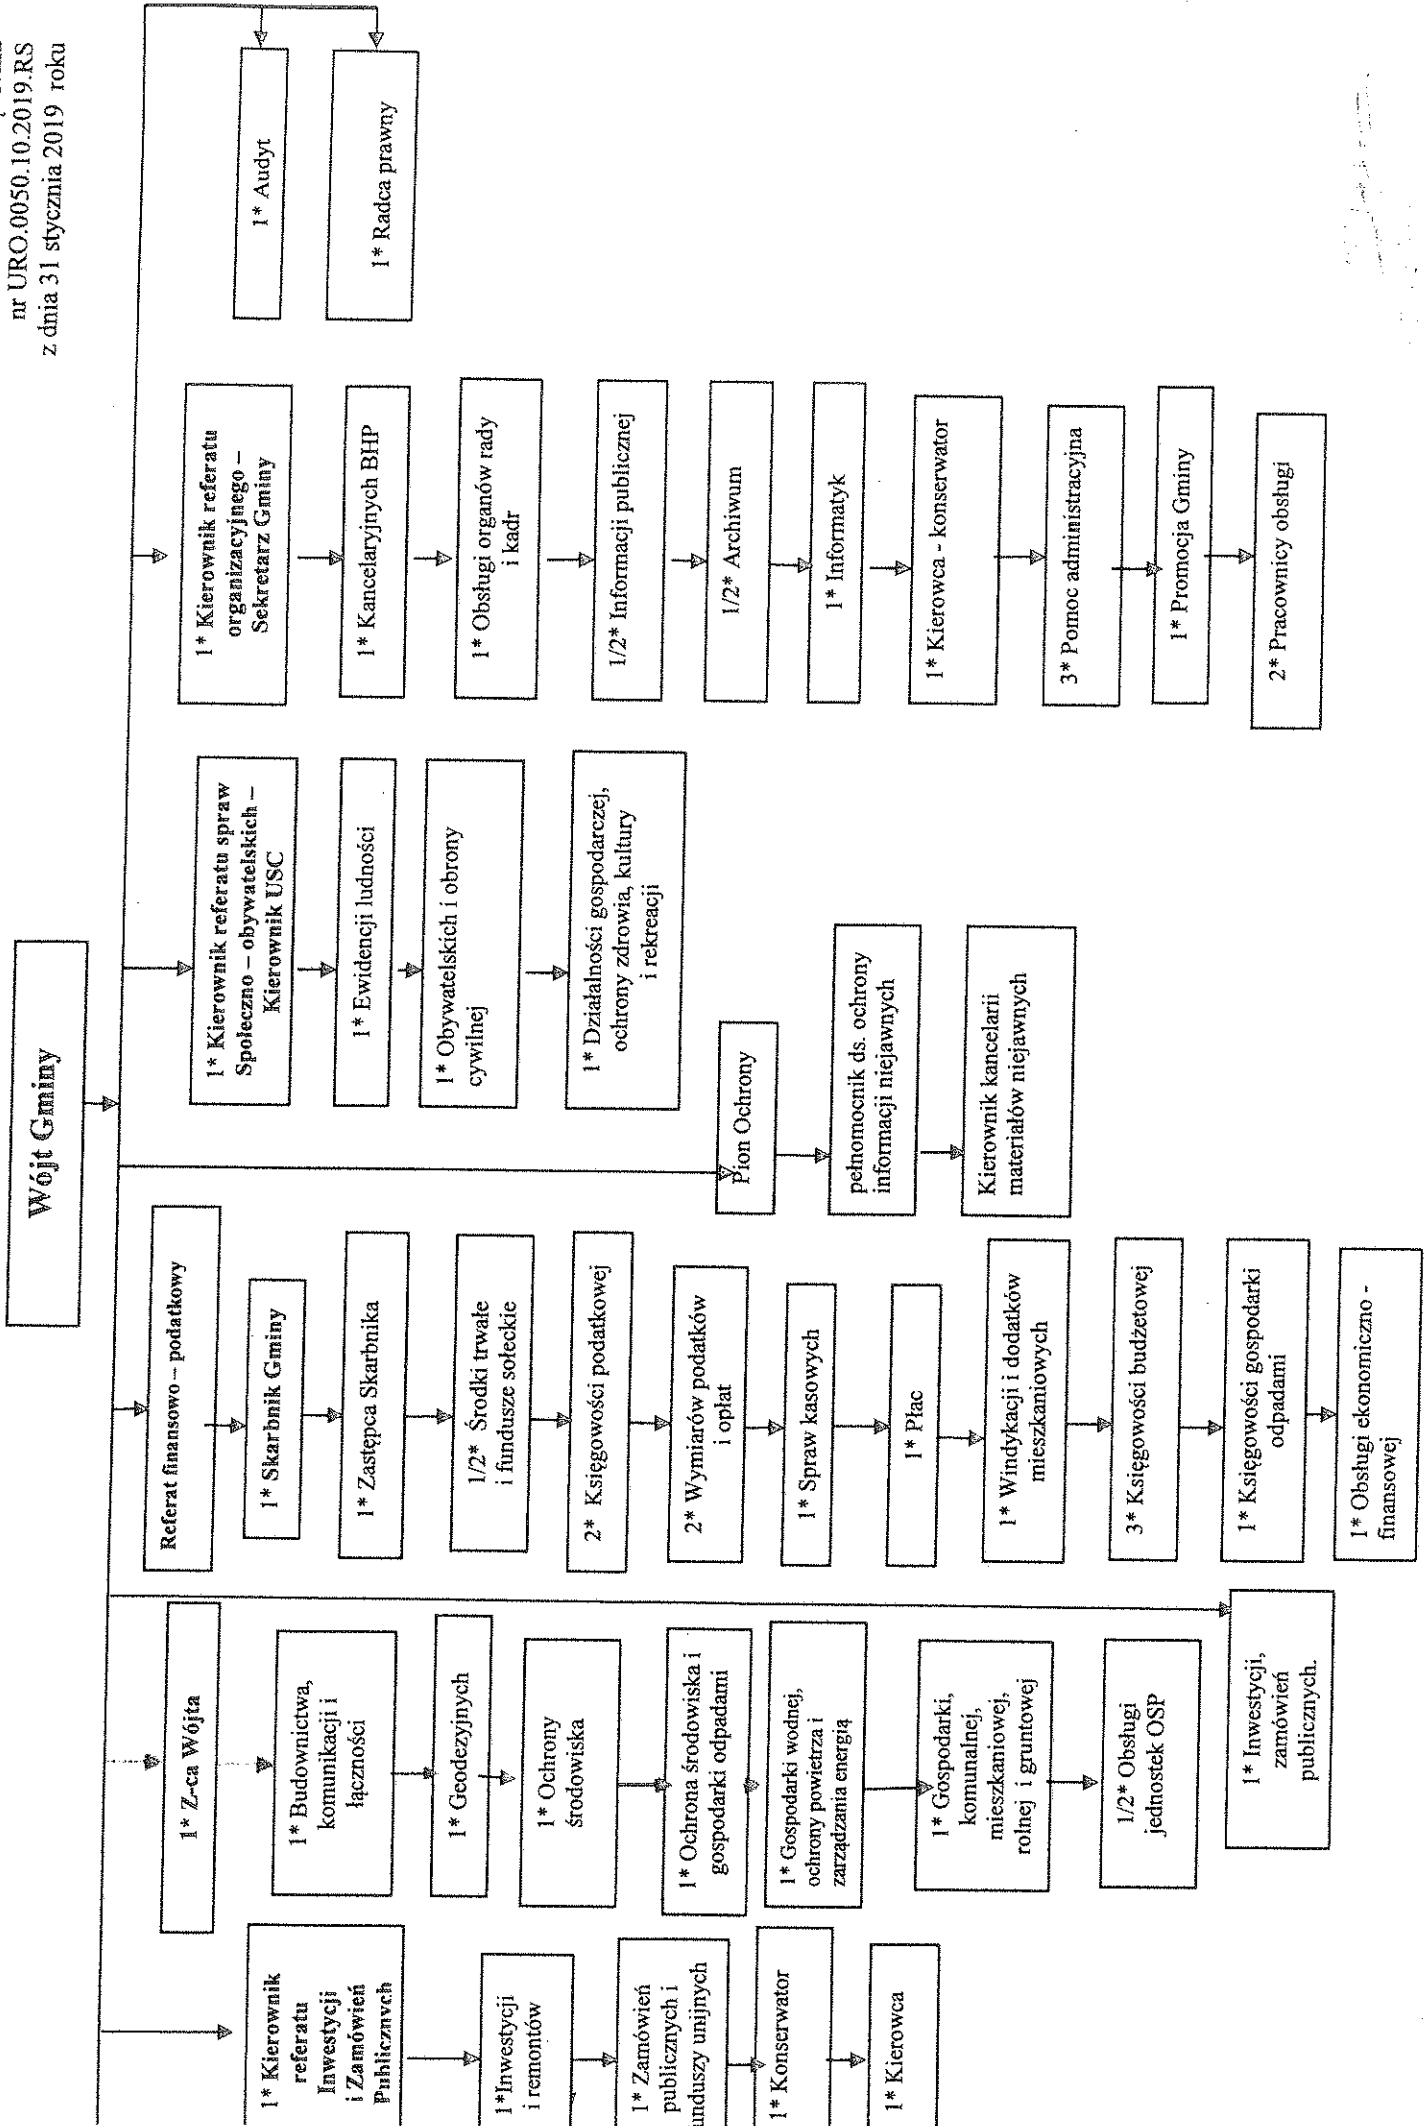 nr URO.0050.10.2019.RS
z dnia 31 stycznia 2019 roku
Wójt Gminy
1* Kierownik
referatu
Inwestycji
i Zamówień
Publicznych
1*Inwestycji
i remontów
1* Zamówień
publicznych i
unduszy unijnych
1* Konserwator
1* Kierowca
1* Z-ca Wójta
1* Budownictwa,
komunikacji i
łączności
1* Geodezyjnych
1* Ochrony
środowiska
1* Ochrona środowiska i
gospodarki odpadami
1* Gospodarki wodnej,
ochrony powietrza i
zarządzania energią
1* Gospodarki,
komunalnej,
mieszkaniowej,
rolnej i gruntowej
1/2* Obsługi
jednostek OSP
1* Inwestycji,
zamówień
publicznych.
Referat finansowo – podatkowy
1* Skarbnik Gminy
1* Zastępca Skarbnika
1/2* Środki trwałe
i fundusze sołeckie
2* Księgowości podatkowej
2* Wymiarów podatków
i opłat
1* Spraw kasowych
1* Płac
1* Windykacji i dodatków
mieszkaniowych
3* Księgowości budżetowej
1* Księgowości gospodarki
odpadami
1* Obsługi ekonomiczno -
finansowej
Pion Ochrony
pełnomocnik ds. ochrony
informacji niejawnych
Kierownik kancelarii
materiałów niejawnych
1* Kierownik referatu spraw
Społeczno – obywatelskich –
Kierownik USC
1* Ewidencji ludności
1* Obywatelskich i obrony
cywilnej
1* Działalności gospodarczej,
ochrony zdrowia, kultury
i rekreacji
1* Kierownik referatu
organizacyjnego –
Sekretarz Gminy
1* Kancelaryjnych BHP
1* Obsługi organów rady
i kadr
1/2* Informacji publicznej
1/2* Archiwum
1* Informatyk
1* Kierowca - konserwator
3* Pomoc administracyjna
1* Promocja Gminy
2* Pracownicy obsługi
1* Audyt
1* Radca prawny